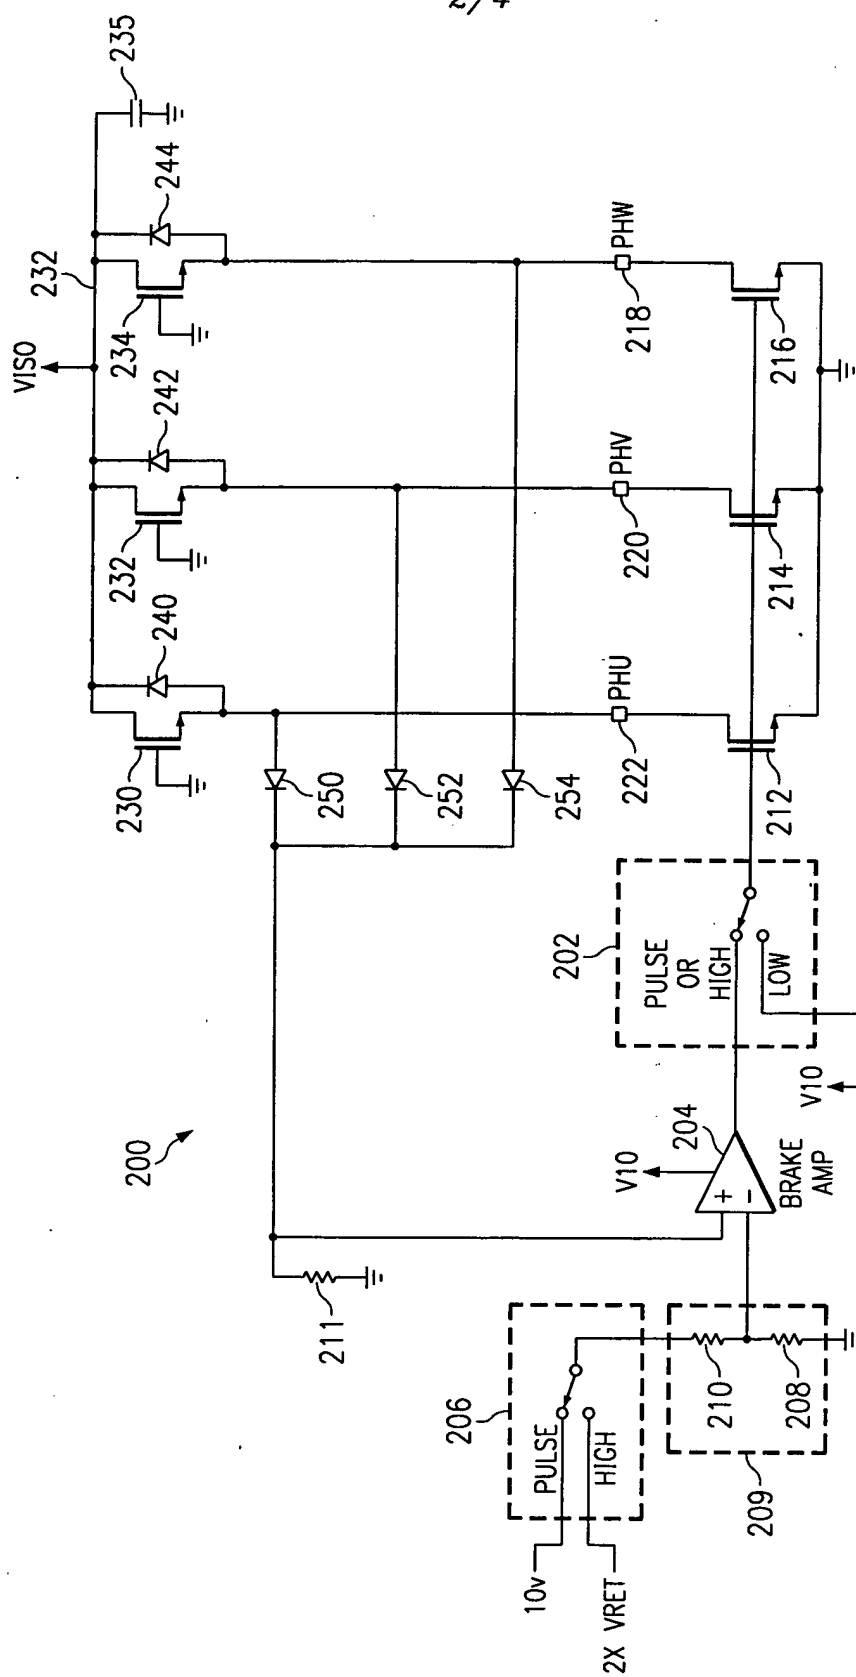 2/4
200
VISO
232
235
230
240
232
242
234
244
250
252
254
222
PHU
220
PHV
218
PHW
212
214
216
211
206
PULSE
HIGH
10v
2X VRET
210
208
209
V10
204
+
−
BRAKE
AMP
202
PULSE
OR
HIGH
LOW
V10